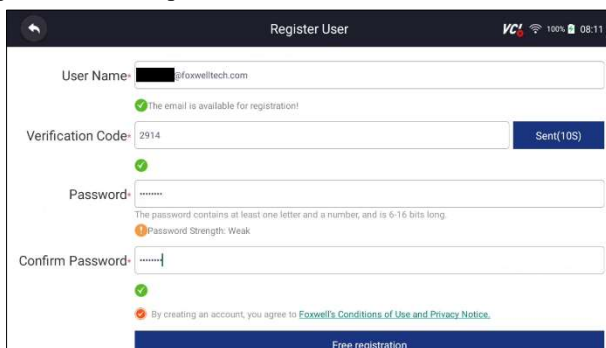 Register User
VCI 100% 08:11
User Name* @foxwelltech.com
The email is available for registration!
Verification Code* 2914 Sent(10S)
Password* ········
The password contains at least one letter and a number, and is 6-16 bits long.
Password Strength: Weak
Confirm Password* ········
By creating an account, you agree to Foxwell's Conditions of Use and Privacy Notice.
Free registration